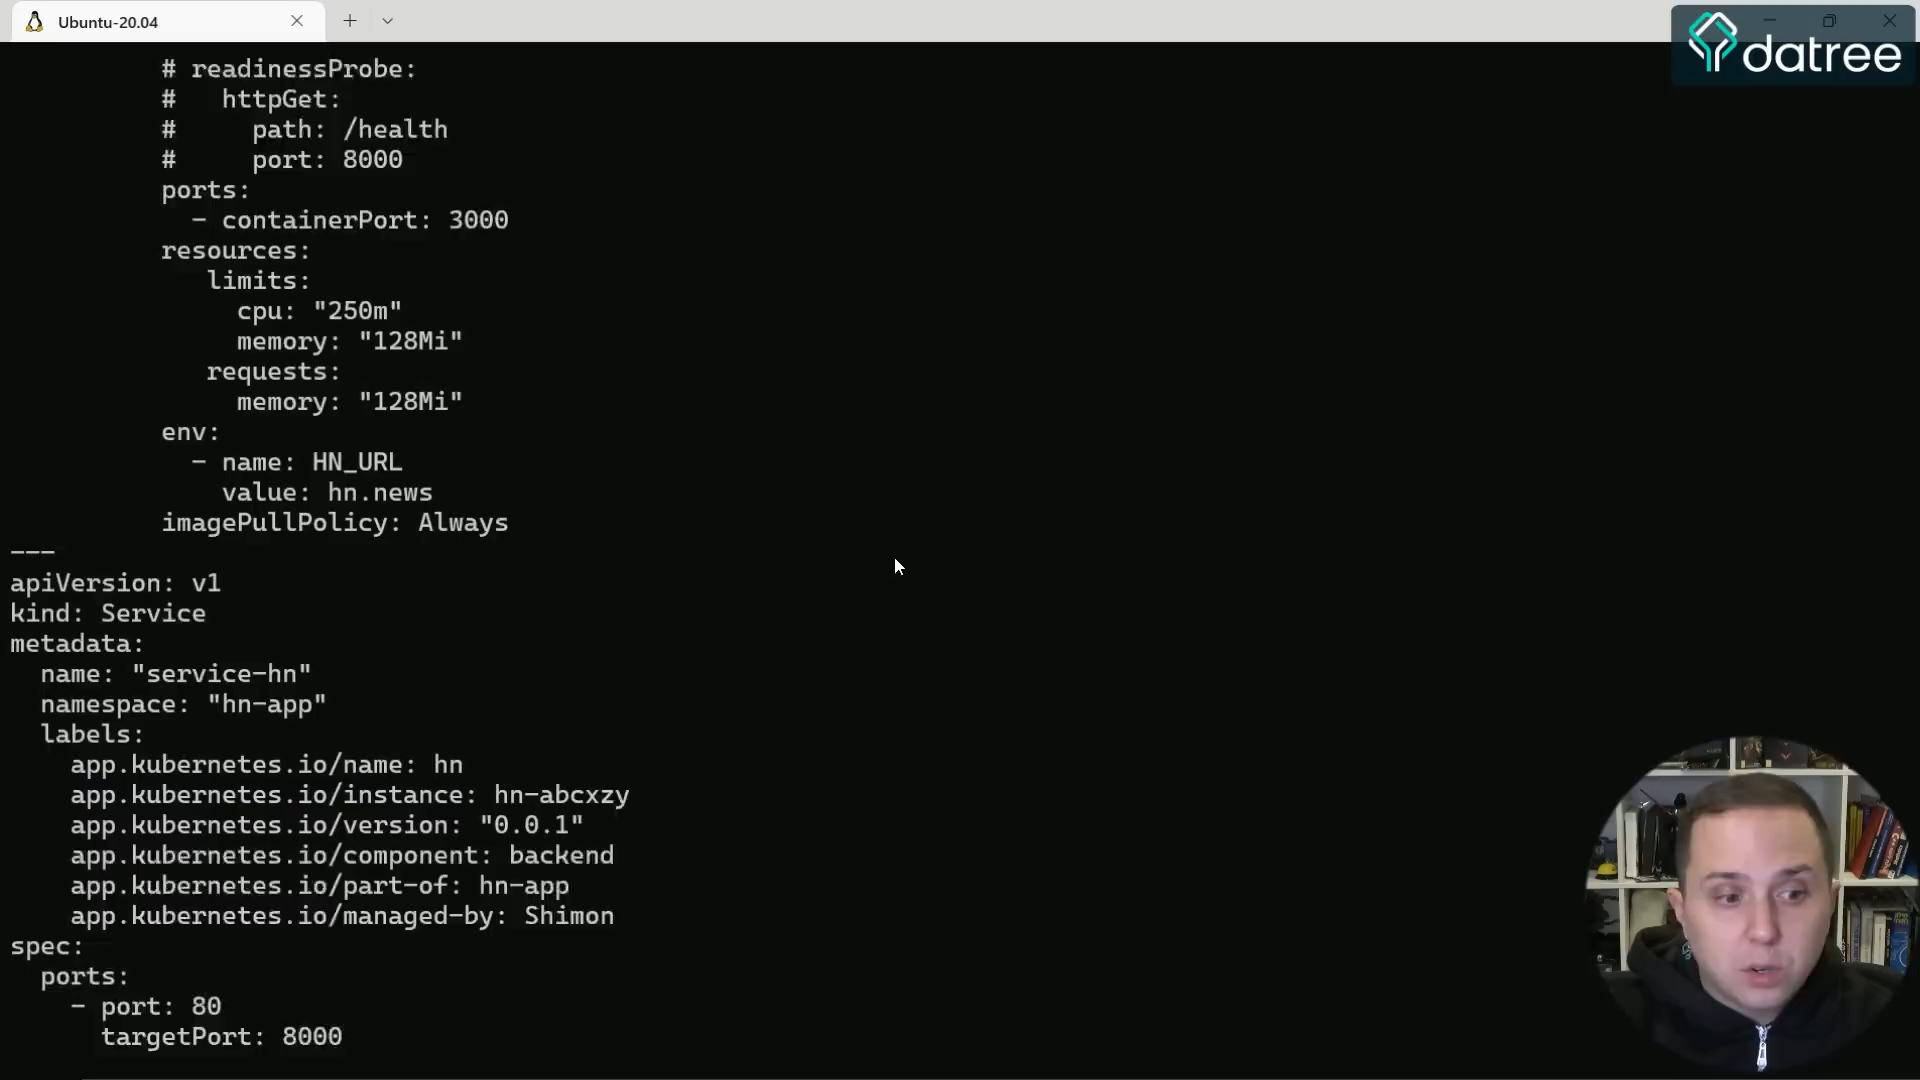 Ubuntu-20.04
datree
# readinessProbe:
#   httpGet:
#     path: /health
#     port: 8000
ports:
  - containerPort: 3000
resources:
   limits:
     cpu: "250m"
     memory: "128Mi"
   requests:
     memory: "128Mi"
env:
  - name: HN_URL
    value: hn.news
imagePullPolicy: Always
---
apiVersion: v1
kind: Service
metadata:
  name: "service-hn"
  namespace: "hn-app"
  labels:
    app.kubernetes.io/name: hn
    app.kubernetes.io/instance: hn-abcxzy
    app.kubernetes.io/version: "0.0.1"
    app.kubernetes.io/component: backend
    app.kubernetes.io/part-of: hn-app
    app.kubernetes.io/managed-by: Shimon
spec:
  ports:
    - port: 80
      targetPort: 8000